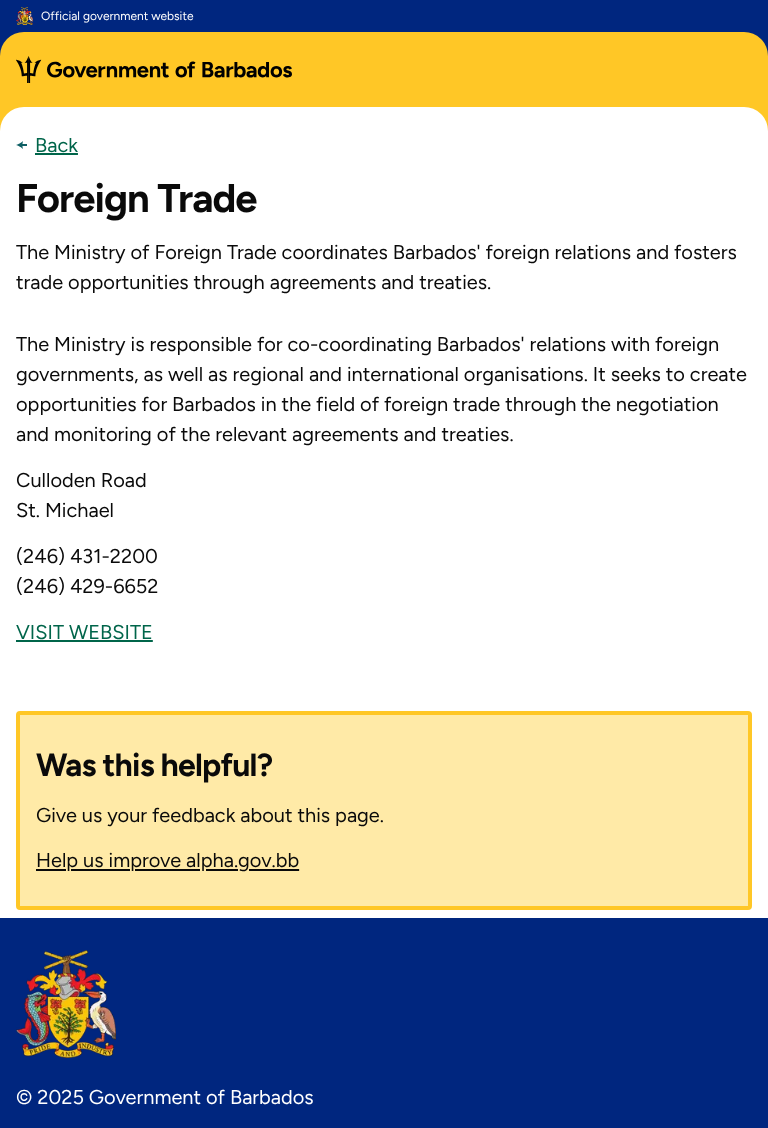 Official government website
Government of Barbados
Back
Foreign Trade
The Ministry of Foreign Trade coordinates Barbados' foreign relations and fosters
trade opportunities through agreements and treaties.
The Ministry is responsible for co-coordinating Barbados' relations with foreign
governments, as well as regional and international organisations. It seeks to create
opportunities for Barbados in the field of foreign trade through the negotiation
and monitoring of the relevant agreements and treaties.
Culloden Road
St. Michael
(246) 431-2200
(246) 429-6652
VISIT WEBSITE
Was this helpful?
Give us your feedback about this page.
Help us improve alpha.gov.bb
PRIDE AND INDUSTRY
© 2025 Government of Barbados